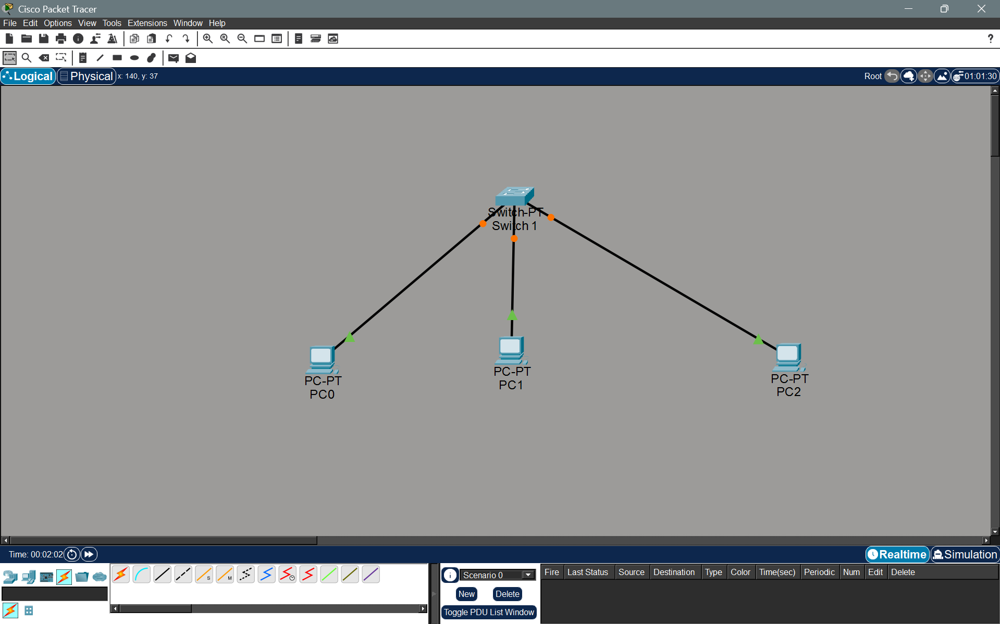 Cisco Packet Tracer
File Edit Options View Tools Extensions Window Help
?
Logical Physical x: 140, y: 37 Root 01:01:30
Switch-PT
Switch 1
PC-PT
PC0
PC-PT
PC1
PC-PT
PC2
Time: 00:02:02 Realtime Simulation
S M
Scenario 0
New Delete
Toggle PDU List Window
Fire Last Status Source Destination Type Color Time(sec) Periodic Num Edit Delete